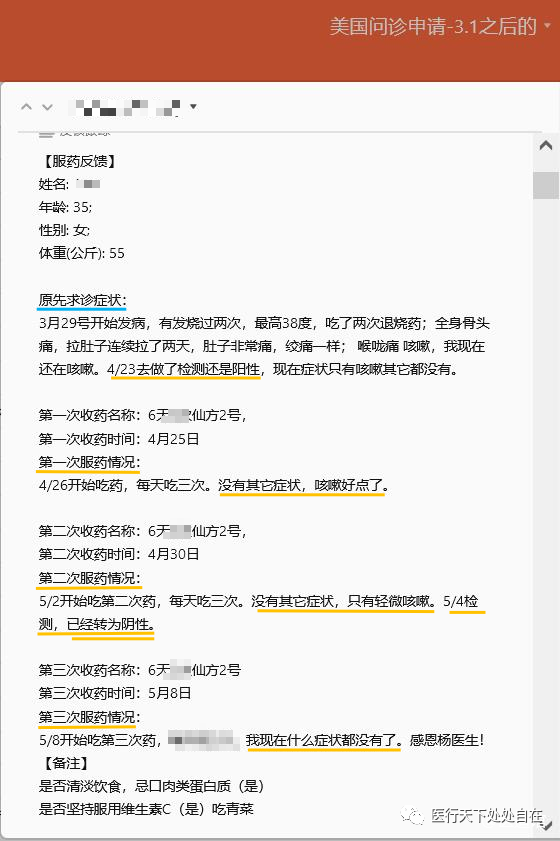 美国问诊申请-3.1之后的
【服药反馈】
姓名:
年龄: 35;
性别: 女;
体重(公斤): 55
原先求诊症状:
3月29号开始发病，有发烧过两次，最高38度，吃了两次退烧药；全身骨头
痛，拉肚子连续拉了两天，肚子非常痛，绞痛一样； 喉咙痛 咳嗽，我现在
还在咳嗽。4/23去做了检测还是阳性，现在症状只有咳嗽其它都没有。
第一次收药名称：6天仙方2号，
第一次收药时间：4月25日
第一次服药情况：
4/26开始吃药，每天吃三次。没有其它症状，咳嗽好点了。
第二次收药名称：6天仙方2号，
第二次收药时间：4月30日
第二次服药情况：
5/2开始吃第二次药，每天吃三次。没有其它症状，只有轻微咳嗽。5/4检
测，已经转为阴性。
第三次收药名称：6天仙方2号
第三次收药时间：5月8日
第三次服药情况：
5/8开始吃第三次药，我现在什么症状都没有了。感恩杨医生！
【备注】
是否清淡饮食，忌口肉类蛋白质（是）
是否坚持服用维生素C（是）吃青菜
医行天下处处自在